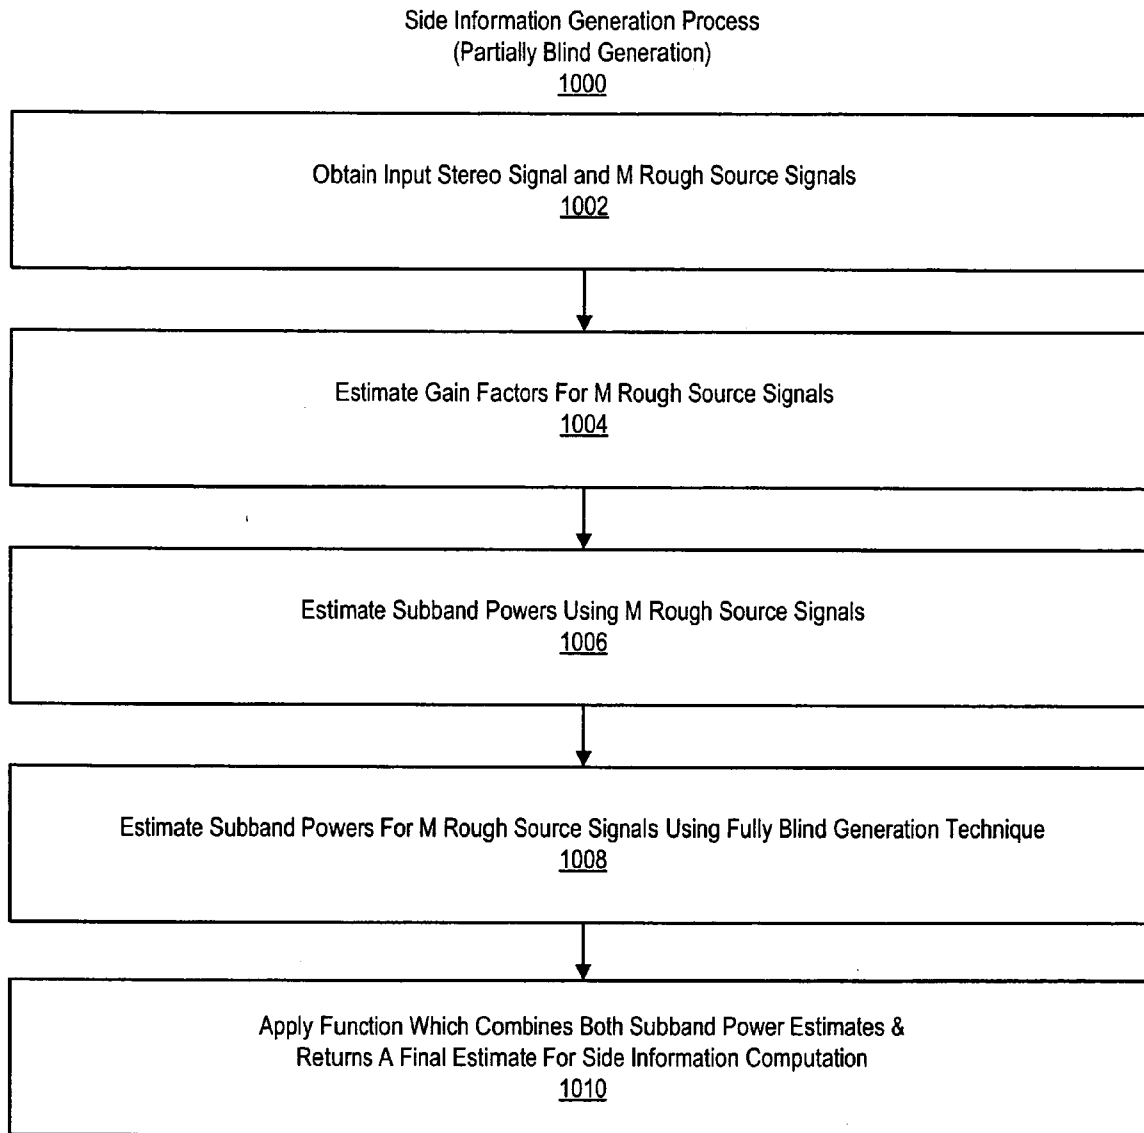 Side Information Generation Process
(Partially Blind Generation)
1000
Obtain Input Stereo Signal and M Rough Source Signals
1002
Estimate Gain Factors For M Rough Source Signals
1004
Estimate Subband Powers Using M Rough Source Signals
1006
Estimate Subband Powers For M Rough Source Signals Using Fully Blind Generation Technique
1008
Apply Function Which Combines Both Subband Power Estimates &
Returns A Final Estimate For Side Information Computation
1010